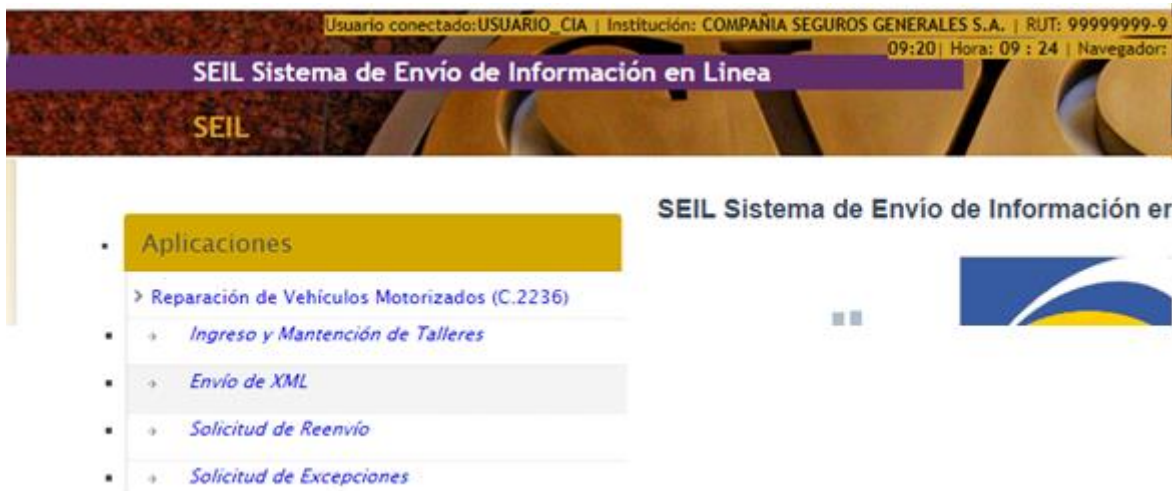 Usuario conectado:USUARIO_CIA | Institución: COMPAÑIA SEGUROS GENERALES S.A. | RUT: 99999999-9
09:20| Hora: 09 : 24 | Navegador:
SEIL Sistema de Envío de Información en Linea
SEIL
SEIL Sistema de Envío de Información en
Aplicaciones
Reparación de Vehículos Motorizados (C.2236)
Ingreso y Mantención de Talleres
Envío de XML
Solicitud de Reenvío
Solicitud de Excepciones